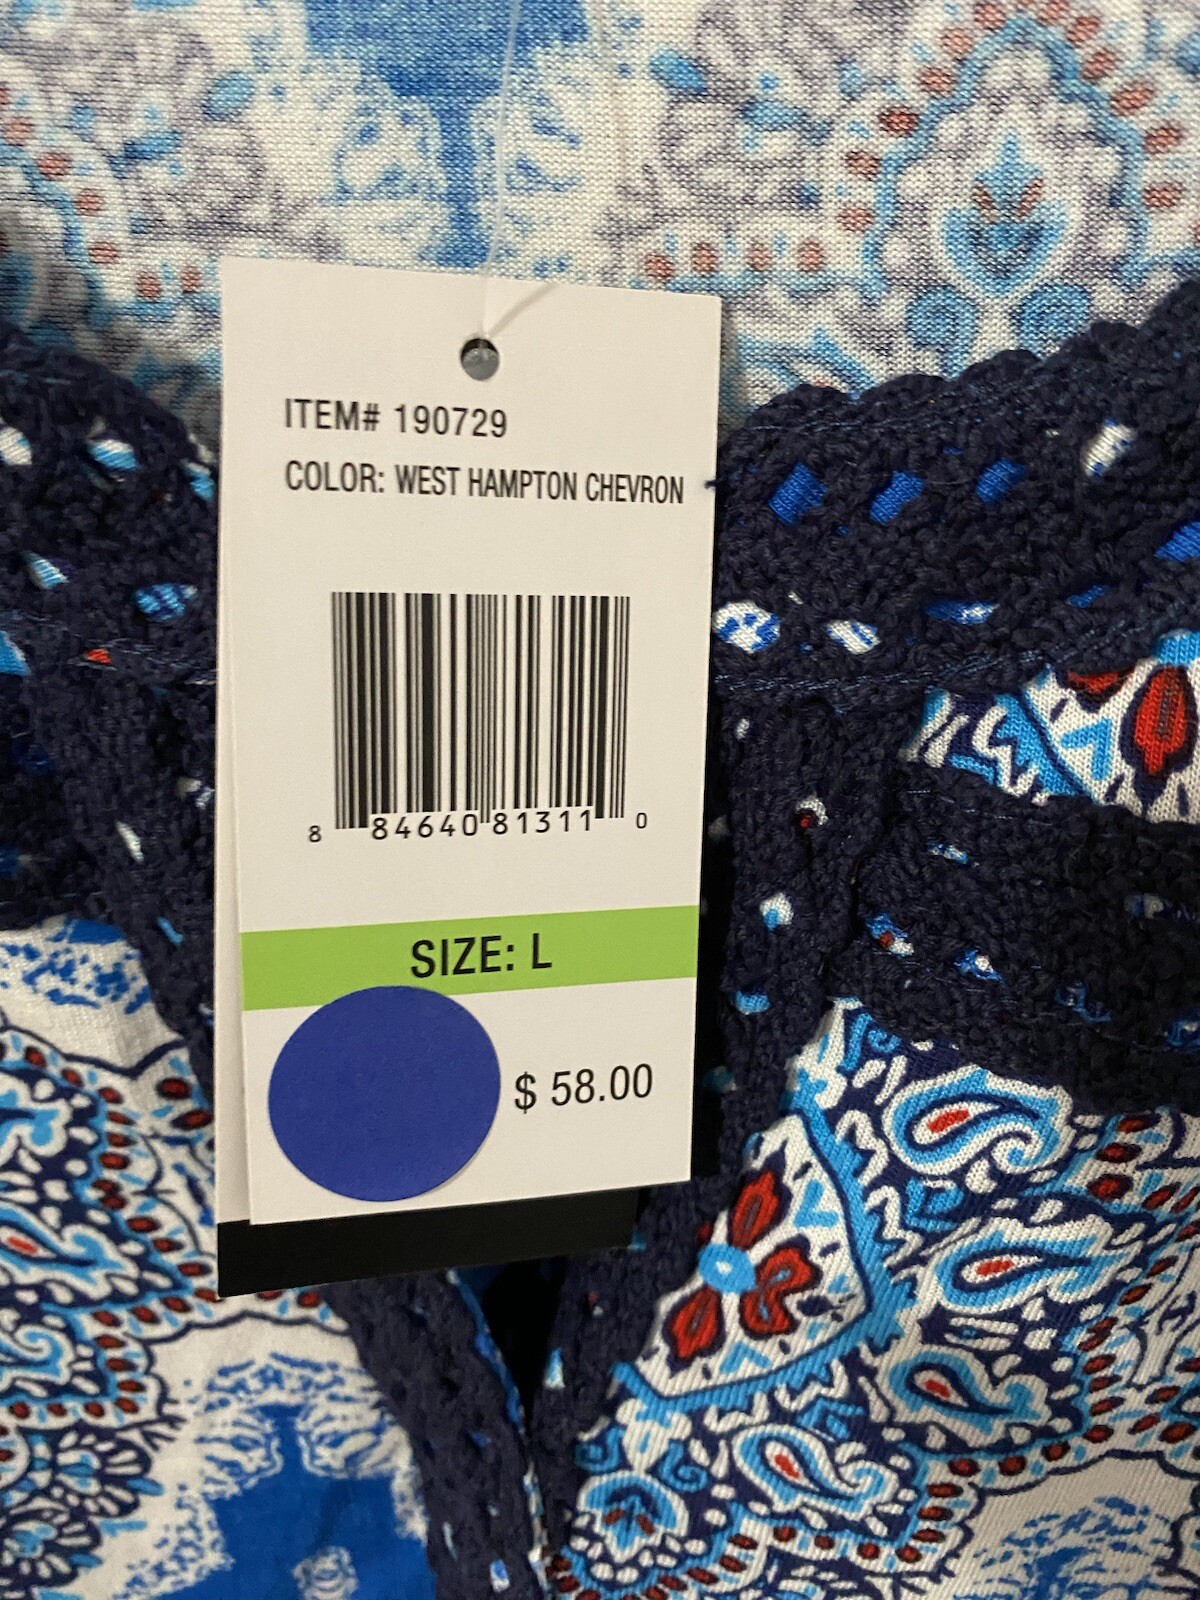 ITEM# 190729
COLOR: WEST HAMPTON CHEVRON
8 84640 81311 0
SIZE: L
$ 58.00